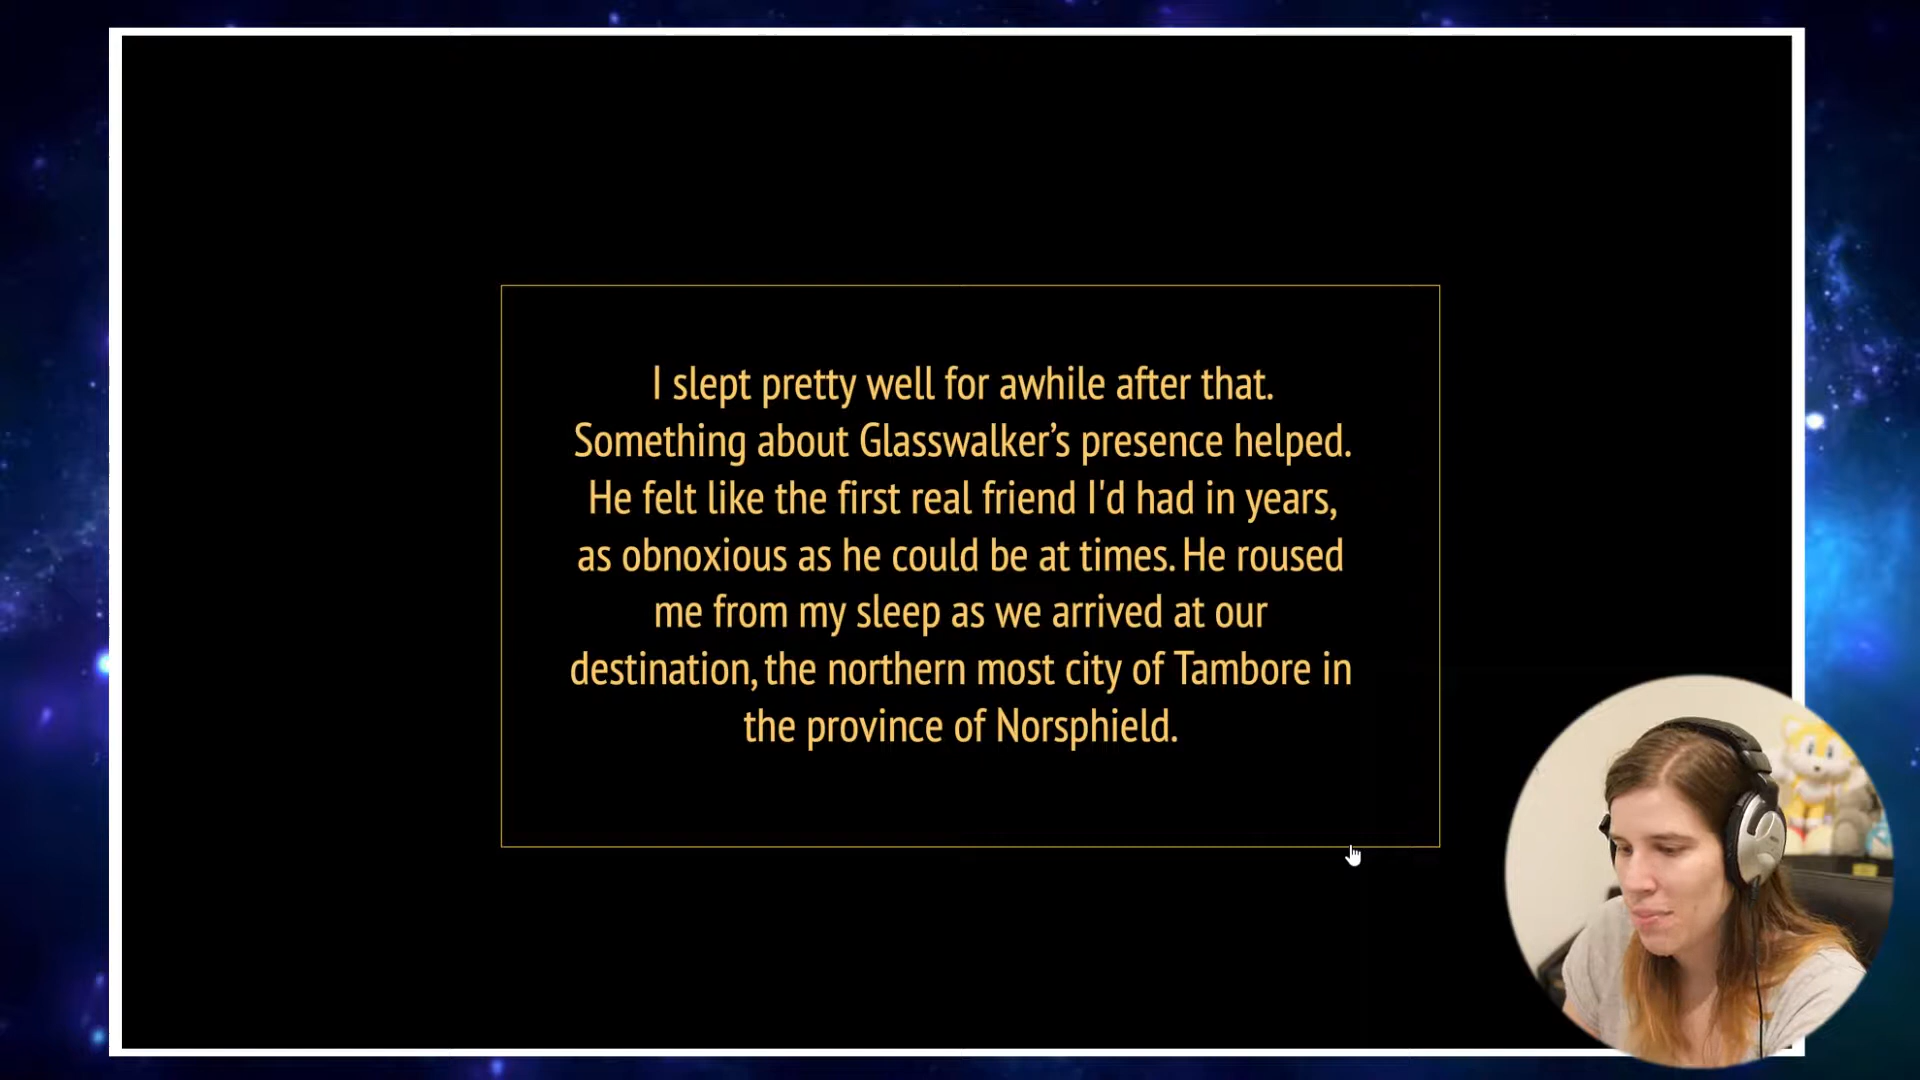 I slept pretty well for awhile after that.
Something about Glasswalker’s presence helped.
He felt like the first real friend I'd had in years,
as obnoxious as he could be at times. He roused
me from my sleep as we arrived at our
destination, the northern most city of Tambore in
the province of Norsphield.